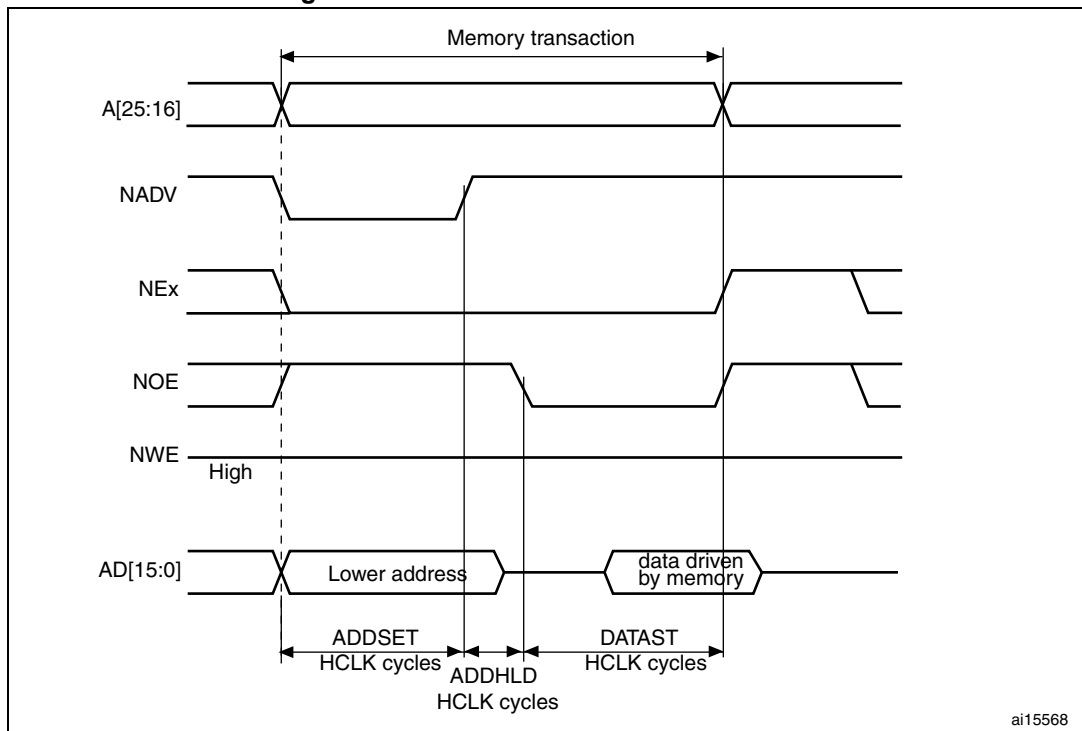 Memory transaction
A[25:16]
NADV
NEx
NOE
NWE
High
AD[15:0]
Lower address
data driven
by memory
ADDSET
HCLK cycles
ADDHLD
HCLK cycles
DATAST
HCLK cycles
ai15568